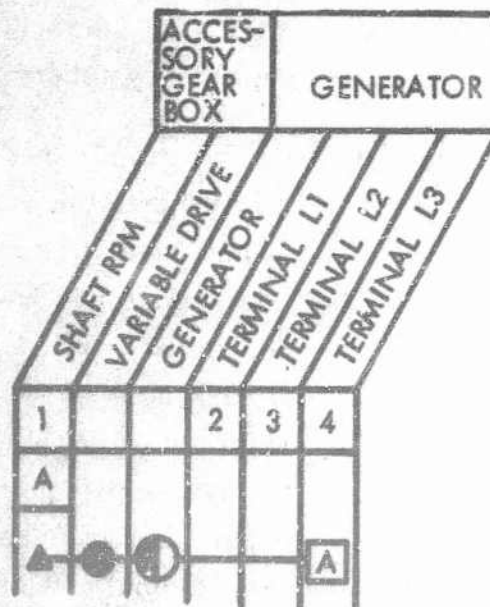 ACCES-
SORY
GEAR
BOX
GENERATOR
SHAFT RPM
VARIABLE DRIVE
GENERATOR
TERMINAL L1
TERMINAL L2
TERMINAL L3
1 2 3 4
A
A